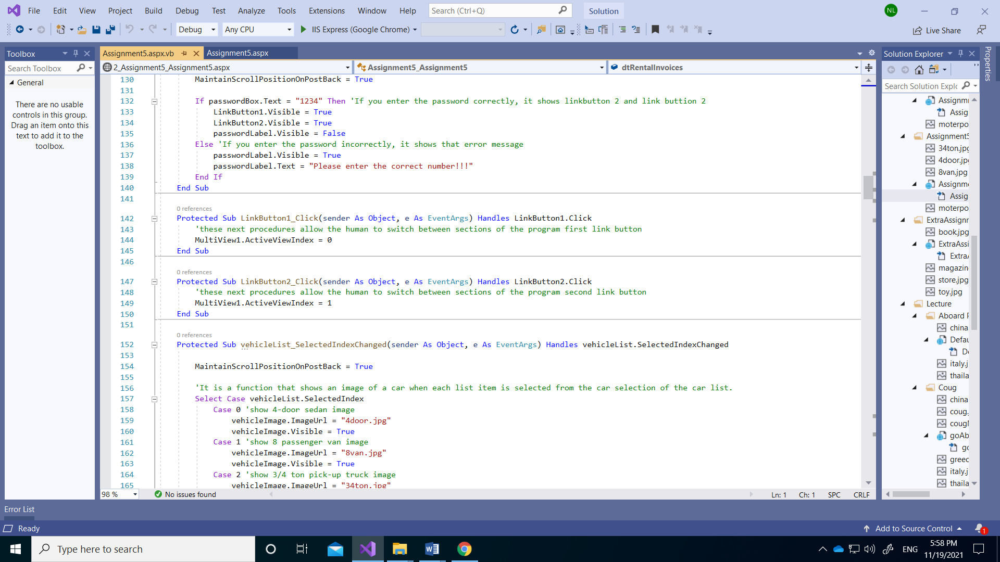 File Edit View Project Build Debug Test Analyze Tools Extensions Window Help Search (Ctrl+Q) Solution NL
Debug Any CPU IIS Express (Google Chrome) Live Share
Toolbox
Search Toolbox
General
There are no usable
controls in this group.
Drag an item onto this
text to add it to the
toolbox.
Assignment5.aspx.vb Assignment5.aspx
2_Assignment5_Assignment5.aspx Assignment5_Assignment5 dtRentalInvoices
130 MaintainScrollPositionOnPostBack = True
131
132 If passwordBox.Text = "1234" Then 'If you enter the password correctly, it shows linkbutton 2 and link buttion 2
133 LinkButton1.Visible = True
134 LinkButton2.Visible = True
135 passwordLabel.Visible = False
136 Else 'If you enter the password incorrectly, it shows that error message
137 passwordLabel.Visible = True
138 passwordLabel.Text = "Please enter the correct number!!!"
139 End If
140 End Sub
141
0 references
142 Protected Sub LinkButton1_Click(sender As Object, e As EventArgs) Handles LinkButton1.Click
143 'these next procedures allow the human to switch between sections of the program first link button
144 MultiView1.ActiveViewIndex = 0
145 End Sub
146
0 references
147 Protected Sub LinkButton2_Click(sender As Object, e As EventArgs) Handles LinkButton2.Click
148 'these next procedures allow the human to switch between sections of the program second link button
149 MultiView1.ActiveViewIndex = 1
150 End Sub
151
0 references
152 Protected Sub vehicleList_SelectedIndexChanged(sender As Object, e As EventArgs) Handles vehicleList.SelectedIndexChanged
153
154 MaintainScrollPositionOnPostBack = True
155
156 'It is a function that shows an image of a car when each list item is selected from the car selection of the car list.
157 Select Case vehicleList.SelectedIndex
158 Case 0 'show 4-door sedan image
159 vehicleImage.ImageUrl = "4door.jpg"
160 vehicleImage.Visible = True
161 Case 1 'show 8 passenger van image
162 vehicleImage.ImageUrl = "8van.jpg"
163 vehicleImage.Visible = True
164 Case 2 'show 3/4 ton pick-up truck image
165 vehicleImage.ImageUrl = "34ton.jpg"
98 % No issues found Ln: 1 Ch: 1 SPC CRLF
Solution Explorer
Search Solution Explo
Assignm
Assig
moterpo
Assignment5
34ton.jpg
4door.jpg
8van.jpg
Assignme
Assig
moterpo
ExtraAssignm
book.jpg
ExtraAssi
ExtraA
magazin
store.jpg
toy.jpg
Lecture
Aboard P
china
Defau
De
italy.j
thaila
Coug
china
coug.
cougl
goAb
go
greec
italy.j
thaila
Properties
Error List
Ready Add to Source Control 1
Type here to search ENG 5:58 PM
11/19/2021